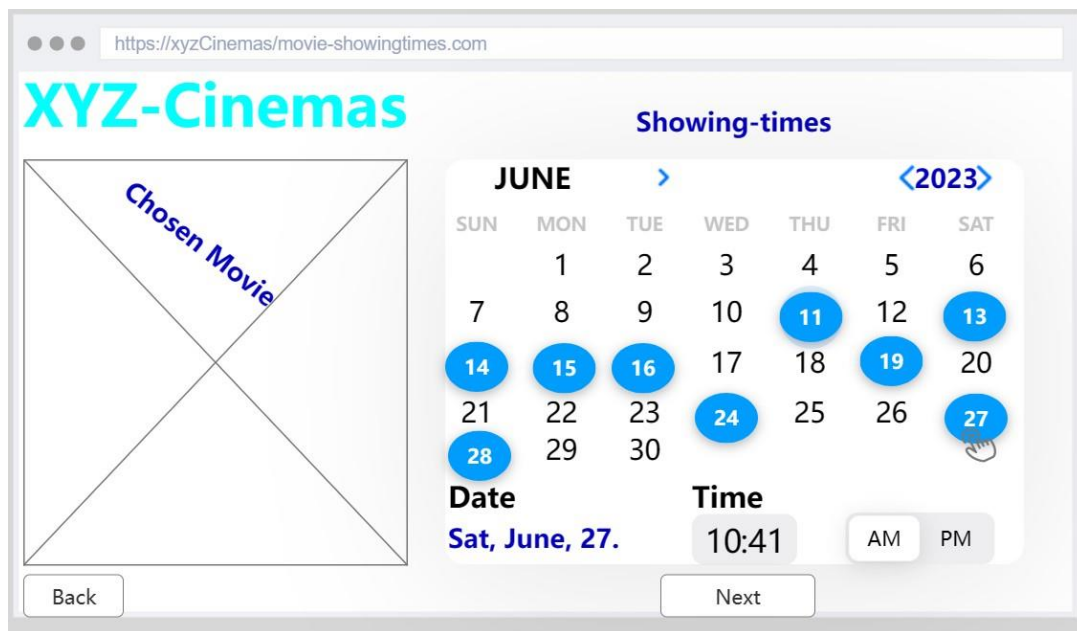 https://xyzCinemas/movie-showingtimes.com
XYZ-Cinemas
Showing-times
Chosen Movie
JUNE > <2023>
SUN MON TUE WED THU FRI SAT
1 2 3 4 5 6
7 8 9 10 11 12 13
14 15 16 17 18 19 20
21 22 23 24 25 26 27
28 29 30
Date Time
Sat, June, 27. 10:41 AM PM
Back Next